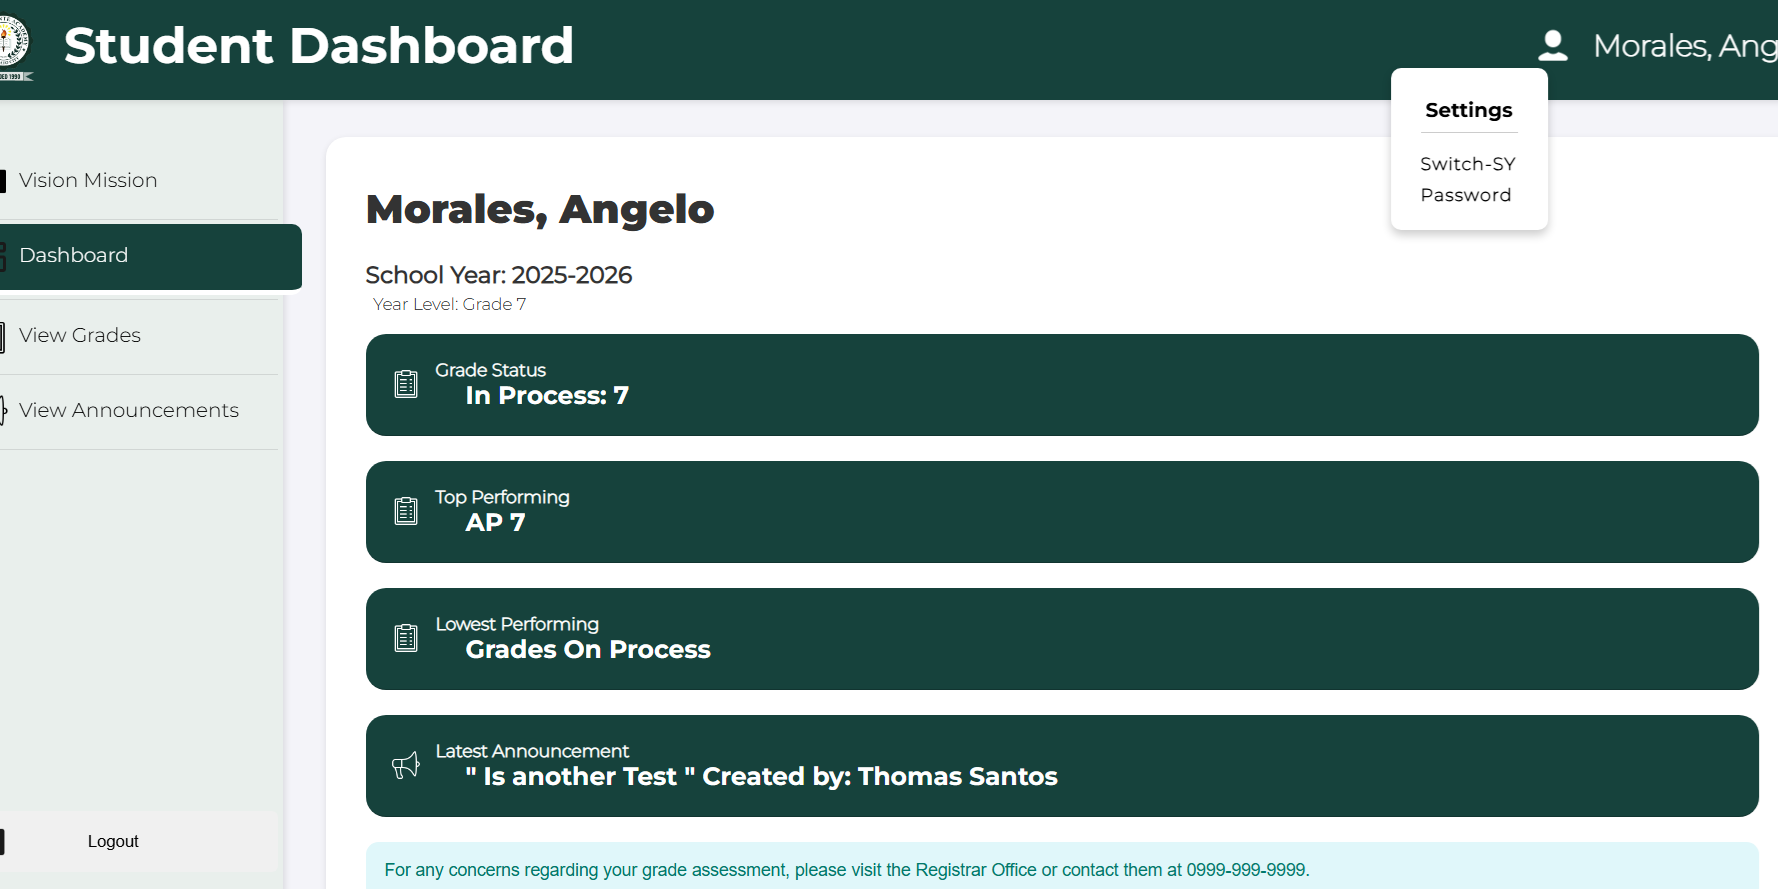 Student Dashboard
Morales, Ang
Settings
Switch-SY
Password
Vision Mission
Dashboard
View Grades
View Announcements
Logout
Morales, Angelo
School Year: 2025-2026
Year Level: Grade 7
Grade Status
In Process: 7
Top Performing
AP 7
Lowest Performing
Grades On Process
Latest Announcement
" Is another Test " Created by: Thomas Santos
For any concerns regarding your grade assessment, please visit the Registrar Office or contact them at 0999-999-9999.